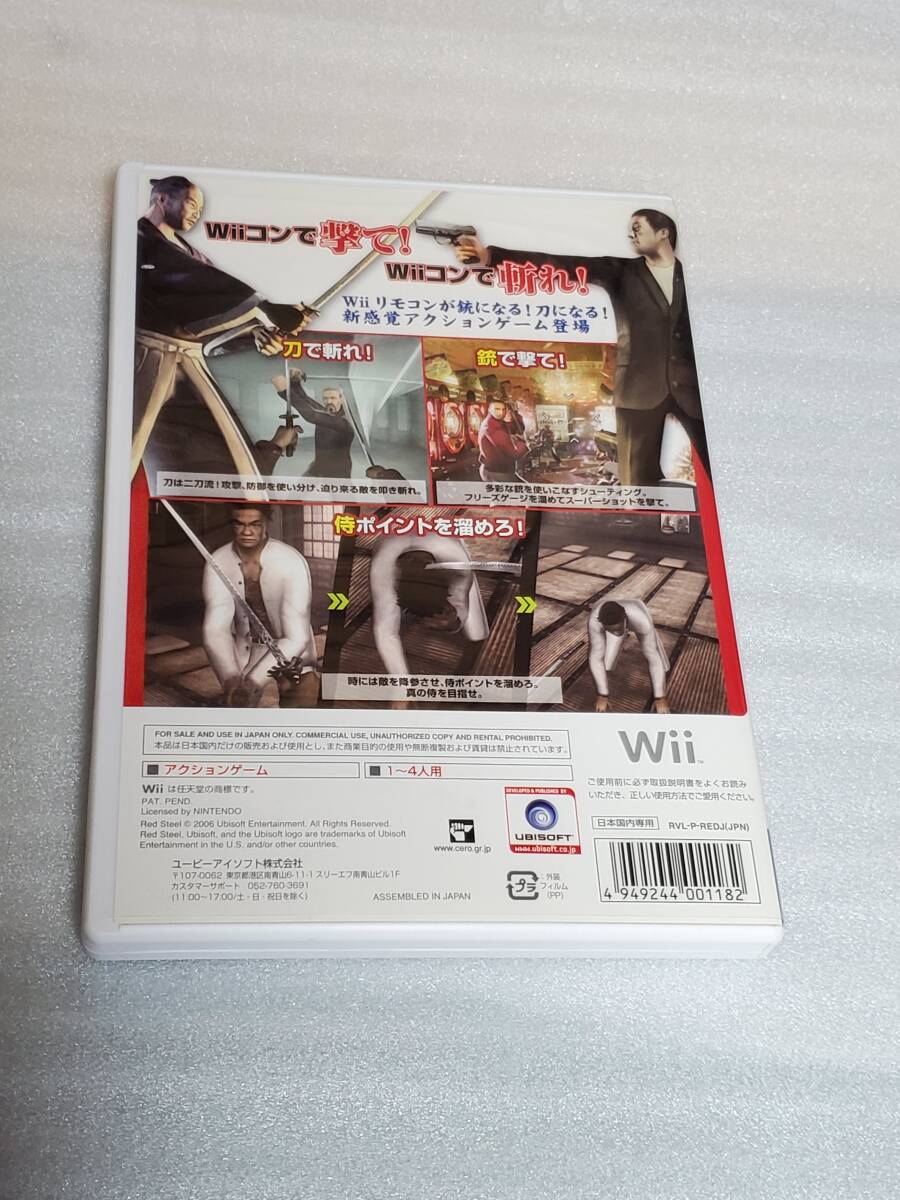 Wiiコンで撃て!
Wiiコンで斬れ!
Wiiリモコンが銃になる!刀になる!
新感覚アクションゲーム登場
刀で斬れ!
銃で撃て!
刀は二刀流!攻撃、防御を使い分け、迫り来る敵を叩き斬れ。
多彩な銃を使いこなすシューティング。
フリーズゲージを溜めてスーパーショットを撃て。
侍ポイントを溜めろ!
時には敵を降参させ、侍ポイントを溜めろ。
真の侍を目指せ。
FOR SALE AND USE IN JAPAN ONLY. COMMERCIAL USE, UNAUTHORIZED COPY AND RENTAL PROHIBITED.
本品は日本国内だけの販売および使用とし、また商業目的の使用や無断複製および賃貸は禁止されています。
Wii™
■ アクションゲーム
■ 1〜4人用
ご使用前に必ず取扱説明書をよくお読み
いただき、正しい使用方法でご愛用ください。
Wii は任天堂の商標です。
PAT. PEND.
Licensed by NINTENDO
Red Steel © 2006 Ubisoft Entertainment. All Rights Reserved.
Red Steel, Ubisoft, and the Ubisoft logo are trademarks of Ubisoft
Entertainment in the U.S. and/or other countries.
www.cero.gr.jp
DEVELOPED & PUBLISHED BY
UBISOFT
www.ubisoft.co.jp
日本国内専用
RVL-P-REDJ(JPN)
ユービーアイソフト株式会社
〒107-0062 東京都港区南青山6-11-1 スリーエフ南青山ビル1F
カスタマーサポート 052-760-3691
(11:00〜17:00/土・日・祝日を除く)
ASSEMBLED IN JAPAN
プラ
外装
フィルム
(PP)
4 949244 001182